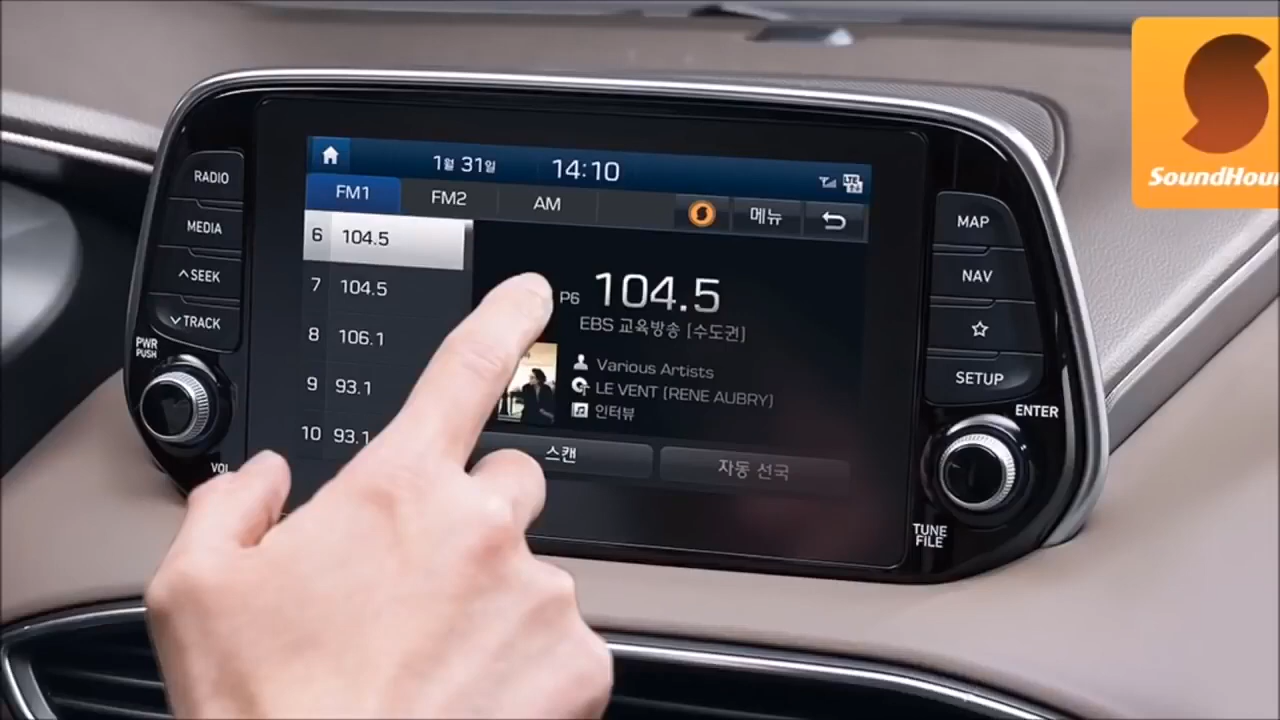 SoundHou
1월 31일 14:10
LTE
FM1 FM2 AM 메뉴
6 104.5
7 104.5
8 106.1
9 93.1
10 93.1
P6 104.5
EBS 교육방송 [수도권]
Various Artists
LE VENT (RENE AUBRY)
인터뷰
스캔 자동 선국
RADIO
MEDIA
SEEK
TRACK
PWR
PUSH
VOL
MAP
NAV
SETUP
ENTER
TUNE
FILE